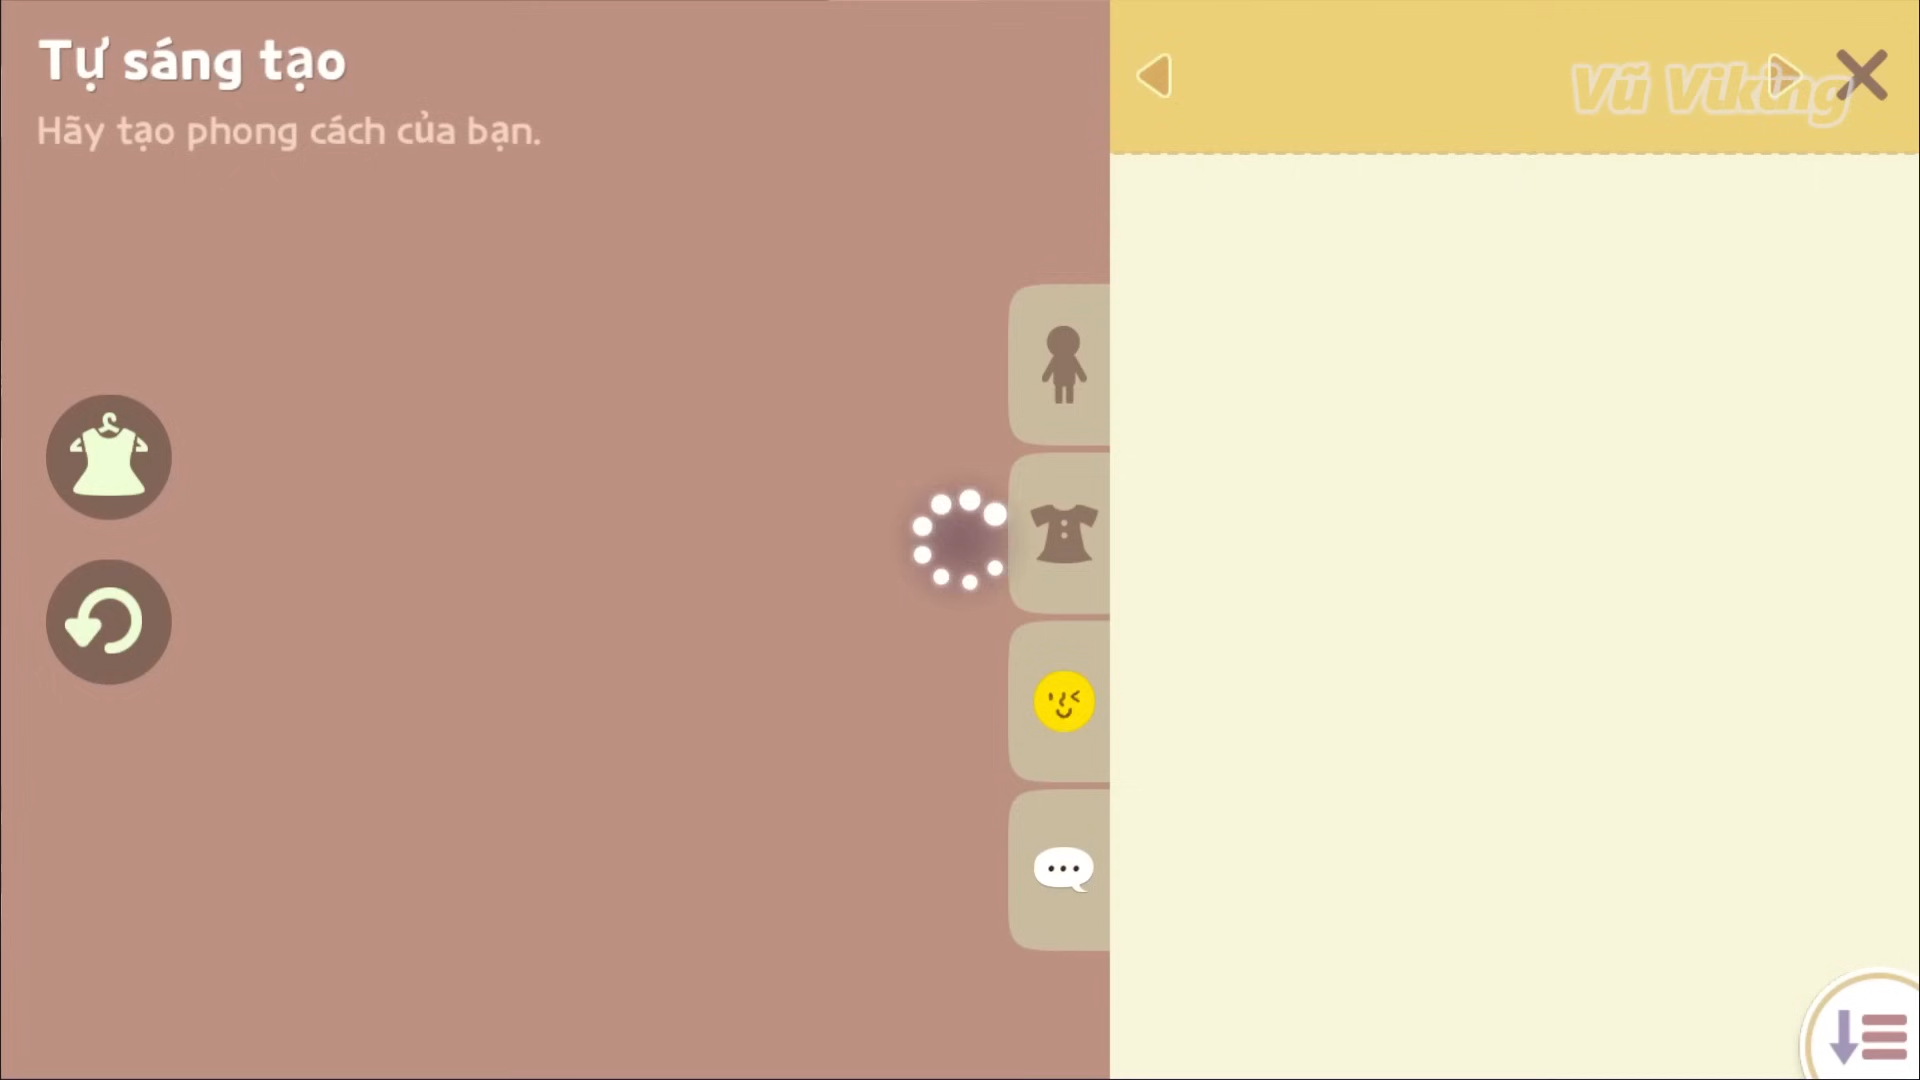 Tự sáng tạo
Hãy tạo phong cách của bạn.
Vũ Viking